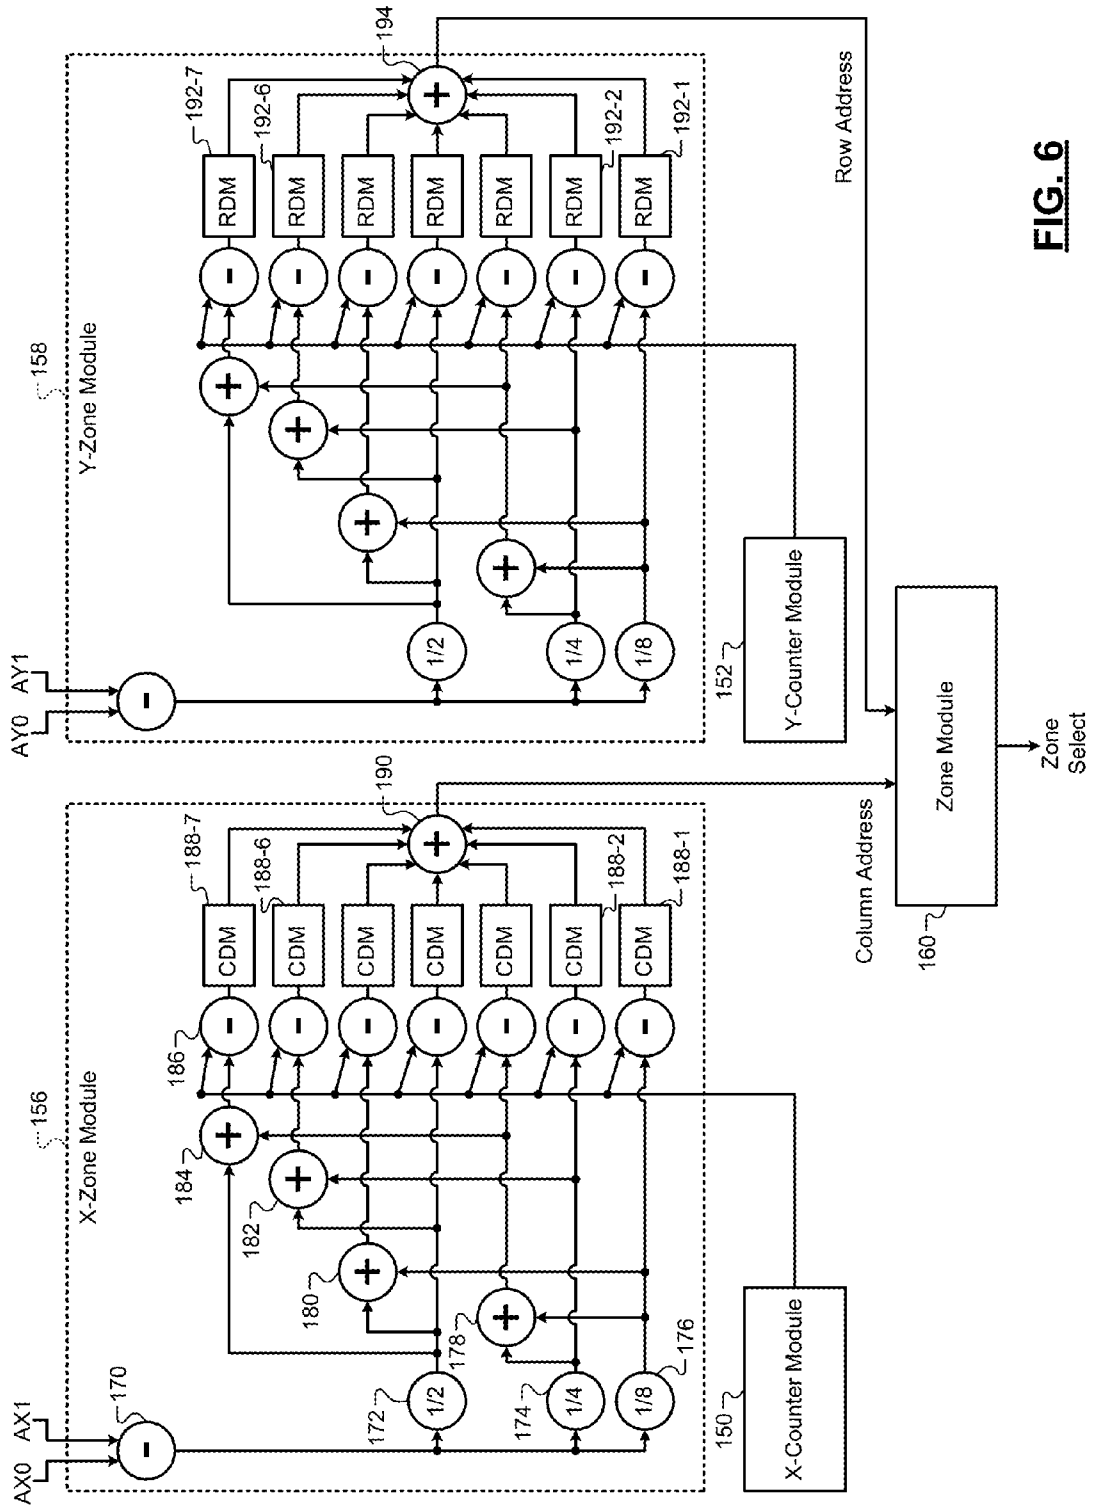 AX0
AX1
170
156
X-Zone Module
-
172
1/2
174
1/4
176
1/8
178
+
180
+
182
+
184
+
186
-
-
-
-
-
-
-
CDM
CDM
CDM
CDM
CDM
CDM
CDM
188-7
188-6
188-2
188-1
190
+
150
X-Counter Module
Column Address
AY0
AY1
158
Y-Zone Module
-
1/2
1/4
1/8
+
+
+
+
-
-
-
-
-
-
-
RDM
RDM
RDM
RDM
RDM
RDM
RDM
192-7
192-6
192-2
192-1
194
+
152
Y-Counter Module
Row Address
160
Zone Module
Zone
Select
FIG. 6